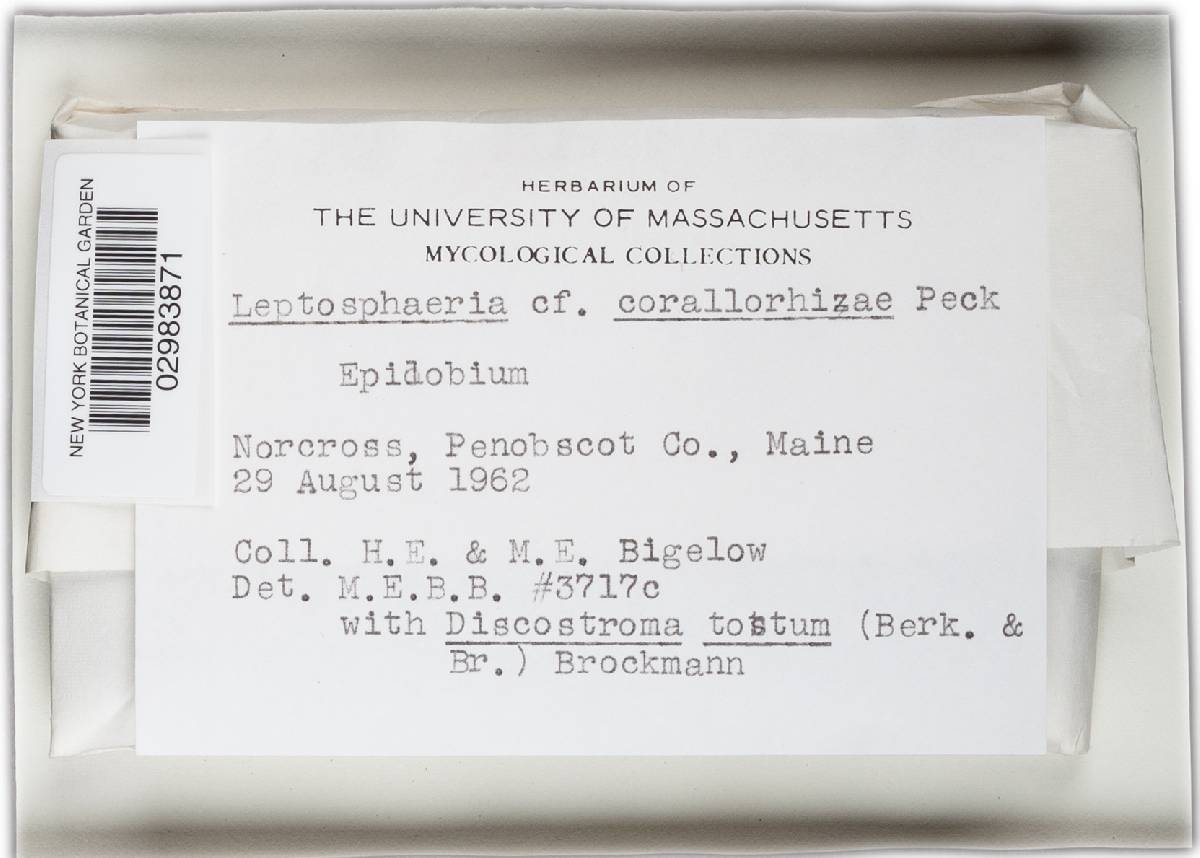 NEW YORK BOTANICAL GARDEN
02983871
HERBARIUM OF
THE UNIVERSITY OF MASSACHUSETTS
MYCOLOGICAL COLLECTIONS
Leptosphaeria cf. corallorhizae Peck
Epidobium
Norcross, Penobscot Co., Maine
29 August 1962
Coll. H.E. & M.E. Bigelow
Det. M.E.B.B. #3717c
with Discostroma tostum (Berk. &
Br.) Brockmann